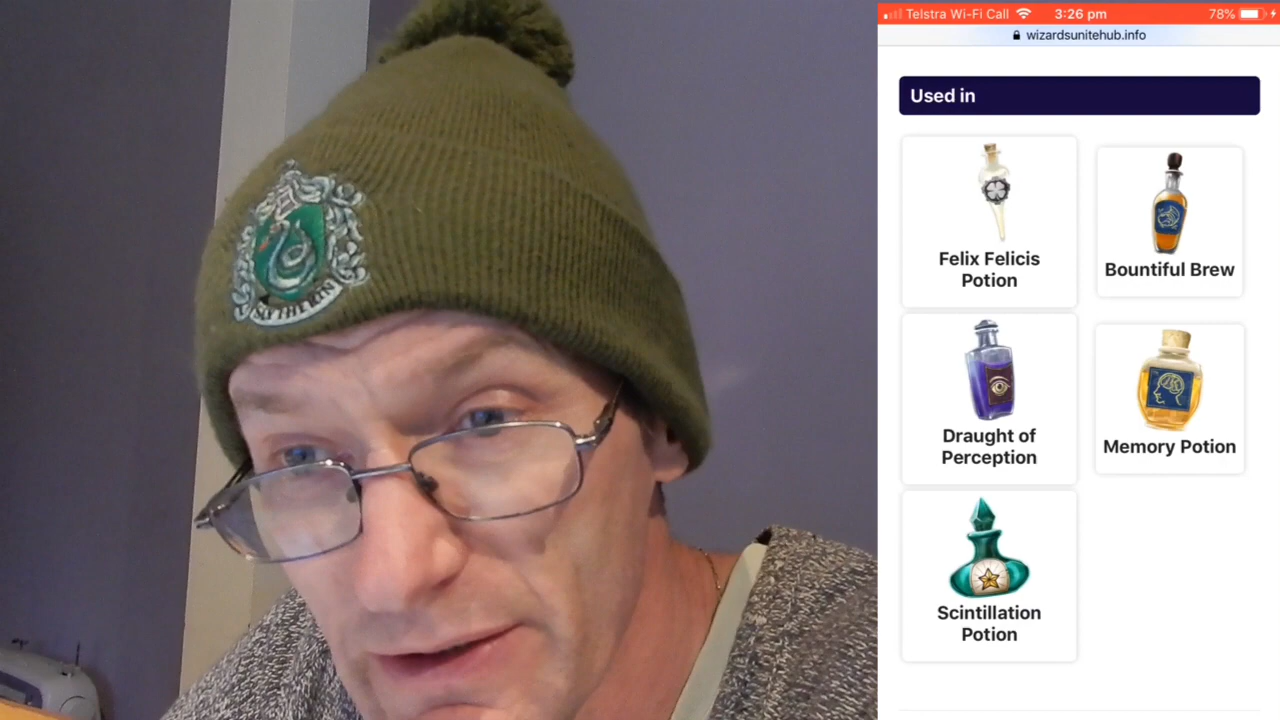 SLYTHERIN
Telstra Wi-Fi Call
3:26 pm
78%
wizardsunitehub.info
Used in
Felix Felicis
Potion
Bountiful Brew
Draught of
Perception
Memory Potion
Scintillation
Potion